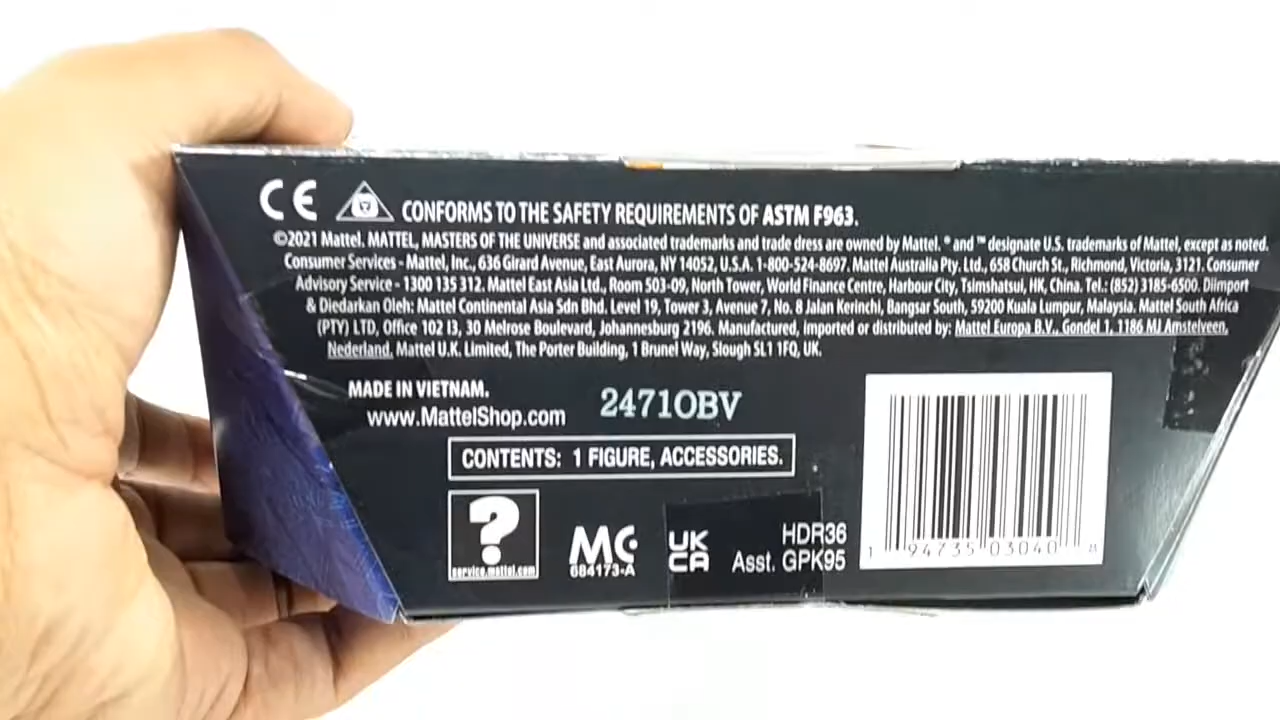 CE CONFORMS TO THE SAFETY REQUIREMENTS OF ASTM F963.
©2021 Mattel. MATTEL, MASTERS OF THE UNIVERSE and associated trademarks and trade dress are owned by Mattel. ® and ™ designate U.S. trademarks of Mattel, except as noted.
Consumer Services - Mattel, Inc., 636 Girard Avenue, East Aurora, NY 14052, U.S.A. 1-800-524-8697. Mattel Australia Pty. Ltd., 658 Church St., Richmond, Victoria, 3121. Consumer
Advisory Service - 1300 135 312. Mattel East Asia Ltd., Room 503-09, North Tower, World Finance Centre, Harbour City, Tsimshatsui, HK, China. Tel.: (852) 3185-6500. Diimport
& Diedarkan Oleh: Mattel Continental Asia Sdn Bhd. Level 19, Tower 3, Avenue 7, No. 8 Jalan Kerinchi, Bangsar South, 59200 Kuala Lumpur, Malaysia. Mattel South Africa
(PTY) LTD, Office 102 I3, 30 Melrose Boulevard, Johannesburg 2196. Manufactured, imported or distributed by: Mattel Europa B.V., Gondel 1, 1186 MJ Amstelveen,
Nederland. Mattel U.K. Limited, The Porter Building, 1 Brunel Way, Slough SL1 1FQ, UK.
MADE IN VIETNAM.
www.MattelShop.com
2471OBV
CONTENTS: 1 FIGURE, ACCESSORIES.
?
service.mattel.com
MC
684173-A
UK
CA
HDR36
Asst. GPK95
1 94735 03040 8